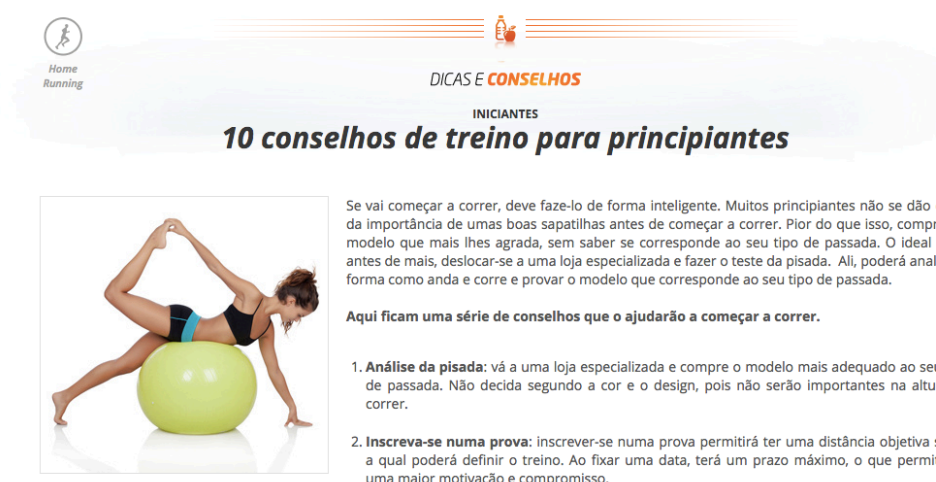 Home
Running
DICAS E CONSELHOS
INICIANTES
10 conselhos de treino para principiantes
Se vai começar a correr, deve faze-lo de forma inteligente. Muitos principiantes não se dão
da importância de umas boas sapatilhas antes de começar a correr. Pior do que isso,
modelo que mais lhes agrada, sem saber se corresponde ao seu tipo de passada. O ideal
antes de mais, deslocar-se a uma loja especializada e fazer o teste da pisada. Ali, poderá
forma como anda e corre e provar o modelo que corresponde ao seu tipo de passada.
Aqui ficam uma série de conselhos que o ajudarão a começar a correr.
1. Análise da pisada: vá a uma loja especializada e compre o modelo mais adequado ao
de passada. Não decida segundo a cor e o design, pois não serão importantes na
correr.
2. Inscreva-se numa prova: inscrever-se numa prova permitirá ter uma distância objetiva
a qual poderá definir o treino. Ao fixar uma data, terá um prazo máximo, o que
uma maior motivação e compromisso.